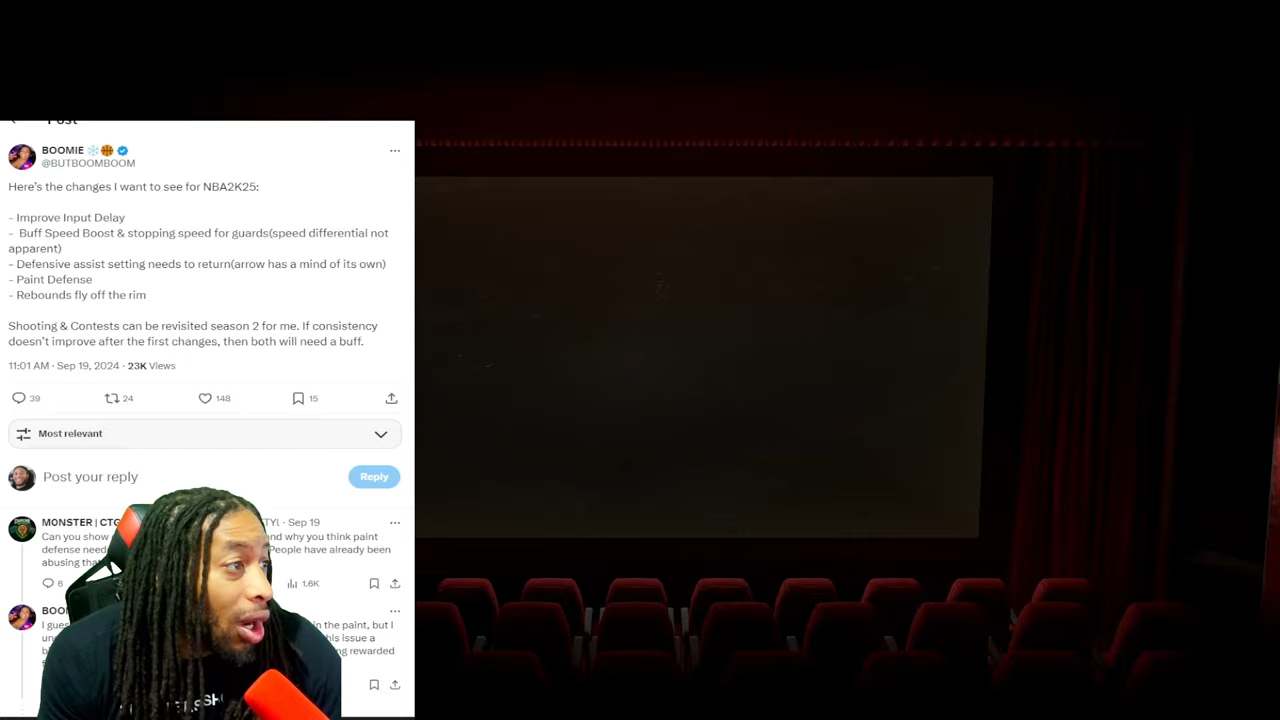 Post
BOOMIE
@BUTBOOMBOOM
Here's the changes I want to see for NBA2K25:
- Improve Input Delay
- Buff Speed Boost & stopping speed for guards(speed differential not
apparent)
- Defensive assist setting needs to return(arrow has a mind of its own)
- Paint Defense
- Rebounds fly off the rim
Shooting & Contests can be revisited season 2 for me. If consistency
doesn't improve after the first changes, then both will need a buff.
11:01 AM · Sep 19, 2024 · 23K Views
39 24 148 15
Most relevant
Post your reply
Reply
MONSTER | CTG · Sep 19
Can you show and why you think paint
defense People have already been
abusing
6 1.6K
in the paint, but I
issue a
rewarded